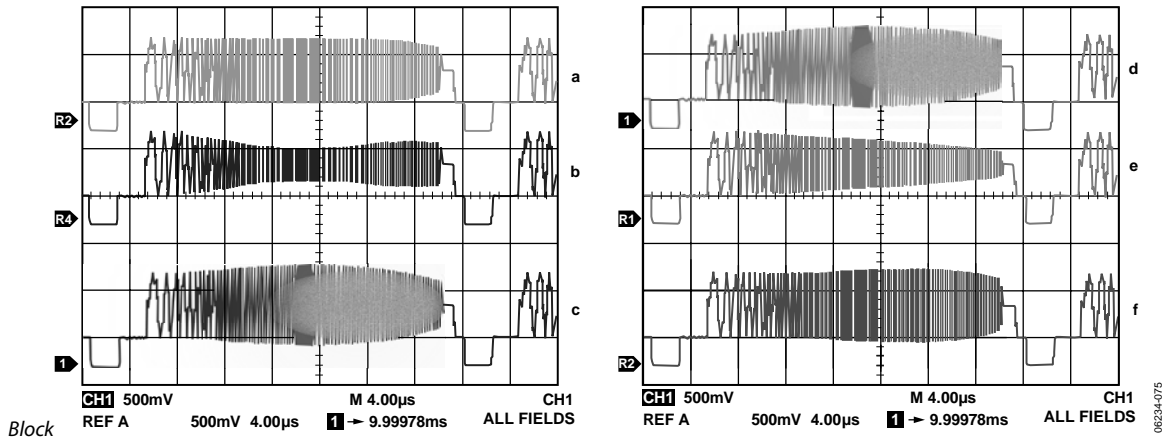 a
R2
b
R4
c
1
CH1 500mV M 4.00µs CH1
REF A 500mV 4.00µs 1 → 9.99978ms ALL FIELDS
d
1
e
R1
f
R2
CH1 500mV M 4.00µs CH1
REF A 500mV 4.00µs 1 → 9.99978ms ALL FIELDS
06234-075
Block